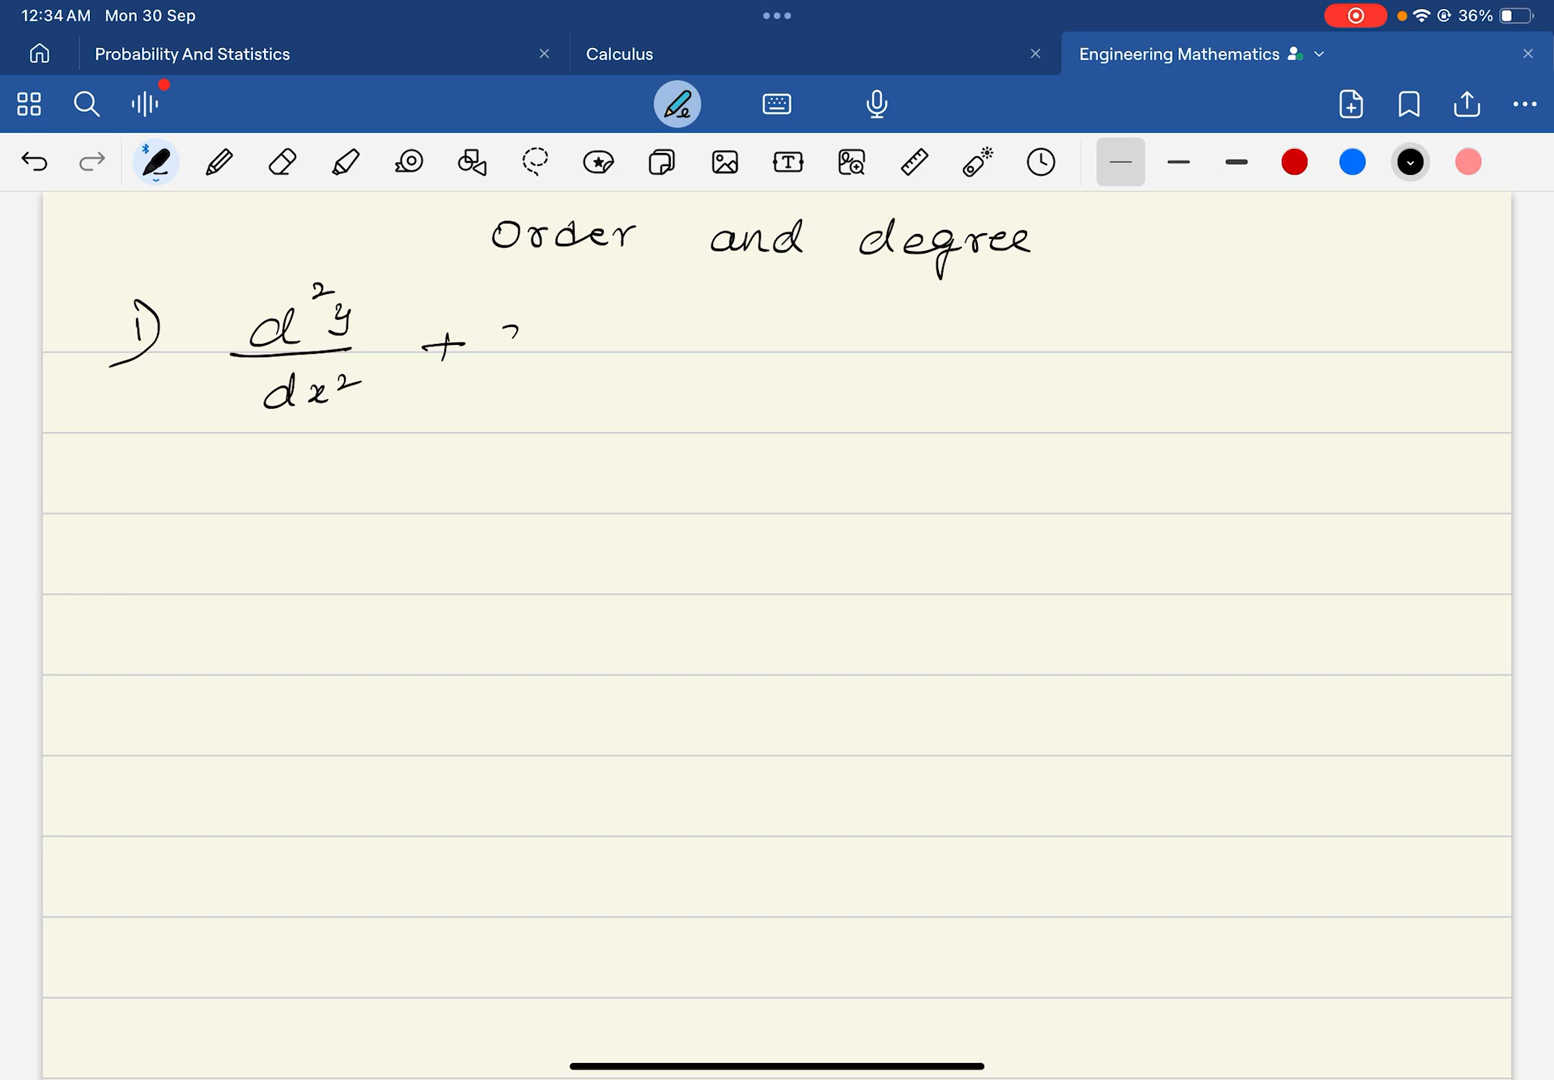 12:34 AM Mon 30 Sep 36%
Probability And Statistics Calculus Engineering Mathematics
Order and degree
1) d²y/dx² +